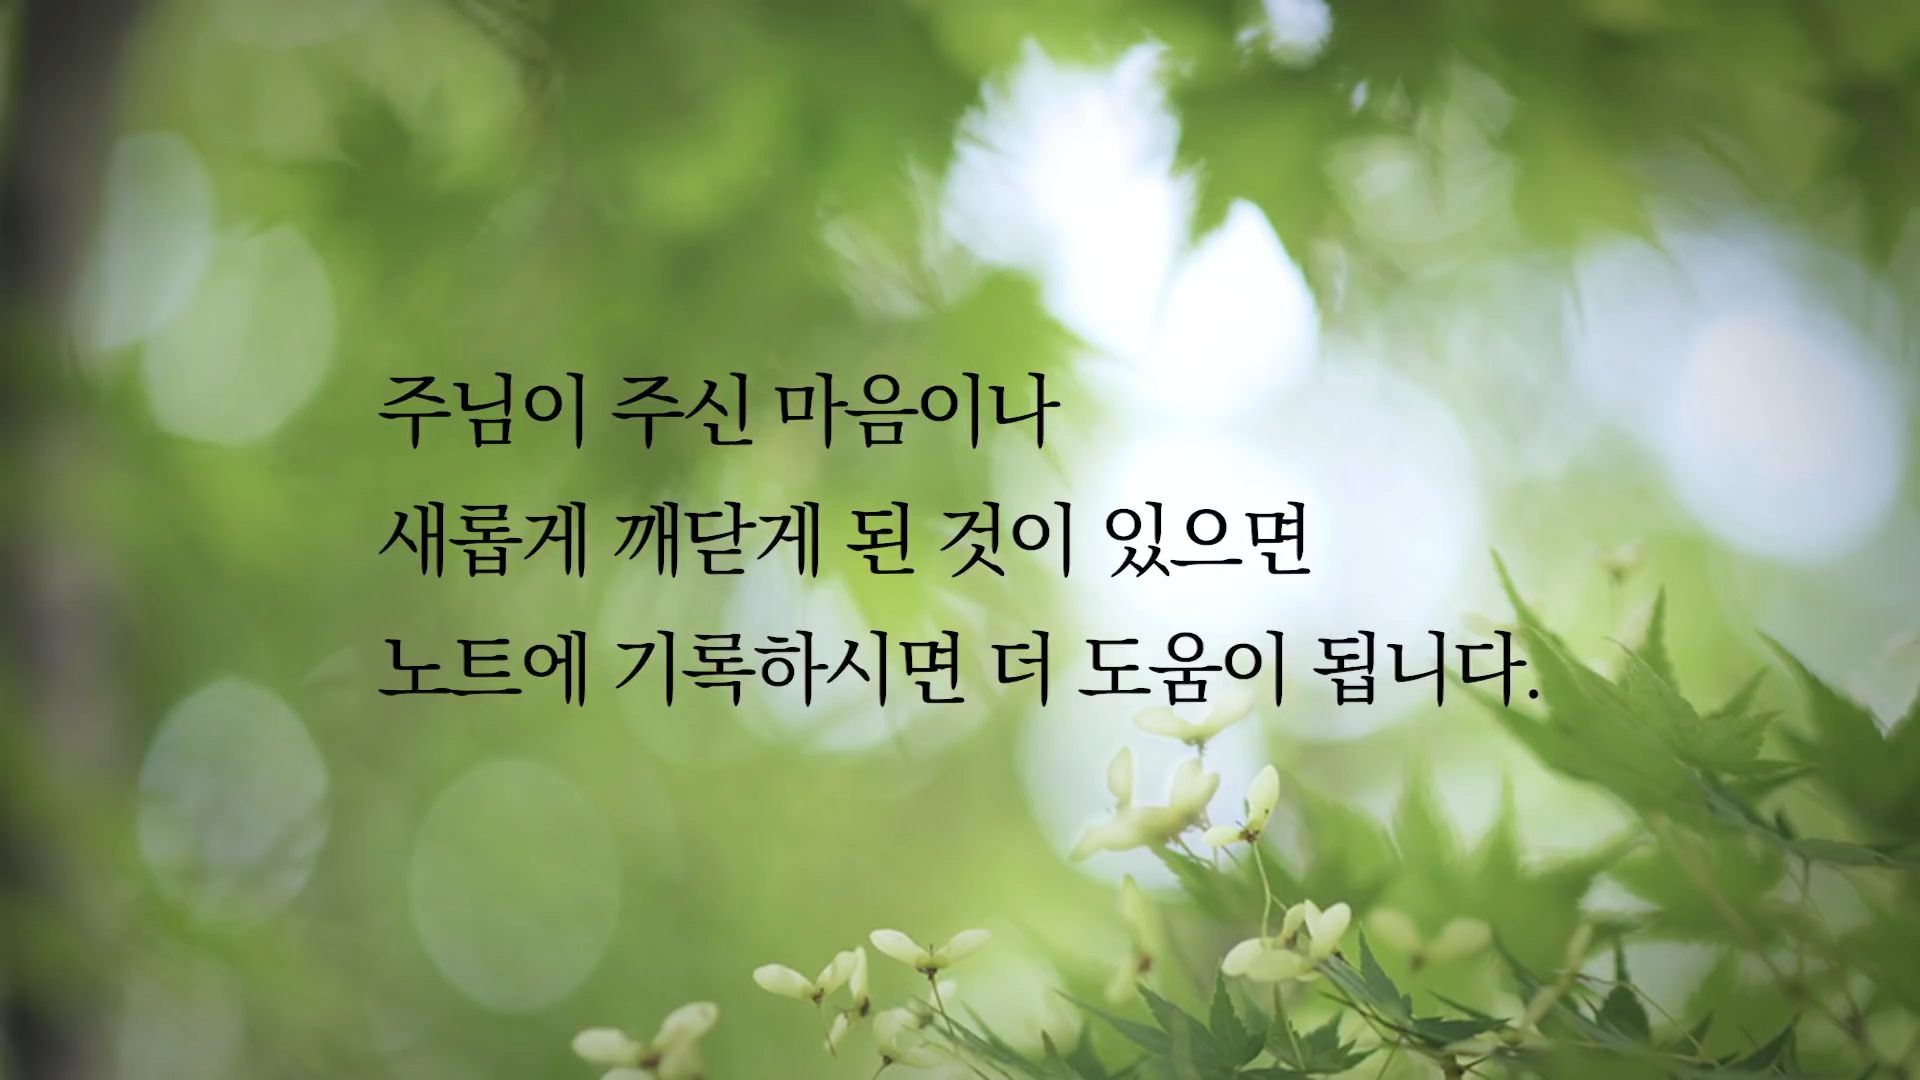 주님이 주신 마음이나
새롭게 깨닫게 된 것이 있으면
노트에 기록하시면 더 도움이 됩니다.